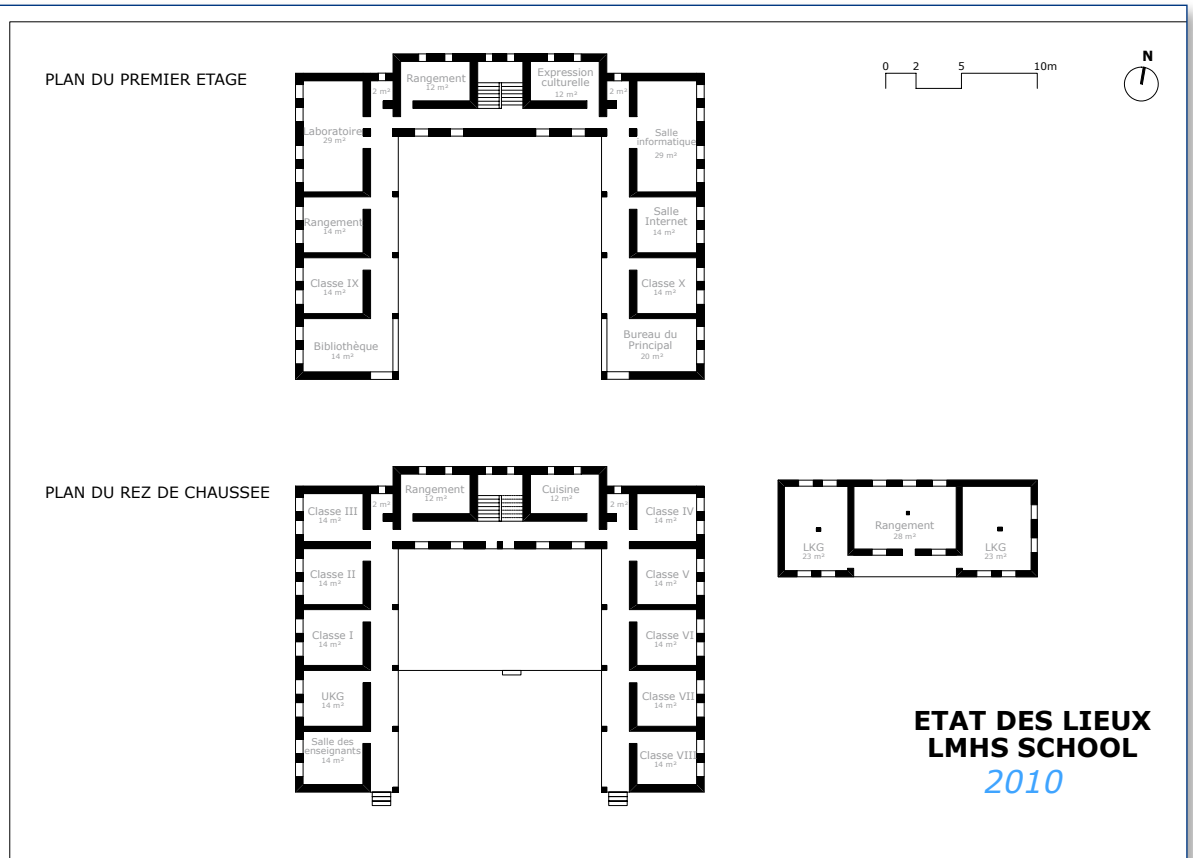 PLAN DU PREMIER ETAGE
0 2 5 10m
N
Rangement
12 m²
Expression
culturelle
12 m²
2 m²
2 m²
Laboratoire
29 m²
Salle
informatique
29 m²
Rangement
14 m²
Salle
Internet
14 m²
Classe IX
14 m²
Classe X
14 m²
Bibliothèque
14 m²
Bureau du
Principal
20 m²
PLAN DU REZ DE CHAUSSEE
Rangement
12 m²
Cuisine
12 m²
2 m²
2 m²
Classe III
14 m²
Classe IV
14 m²
Classe II
14 m²
Classe V
14 m²
Classe I
14 m²
Classe VI
14 m²
UKG
14 m²
Classe VII
14 m²
Salle des
enseignants
14 m²
Classe VIII
14 m²
LKG
23 m²
Rangement
28 m²
LKG
23 m²
ETAT DES LIEUX
LMHS SCHOOL
2010